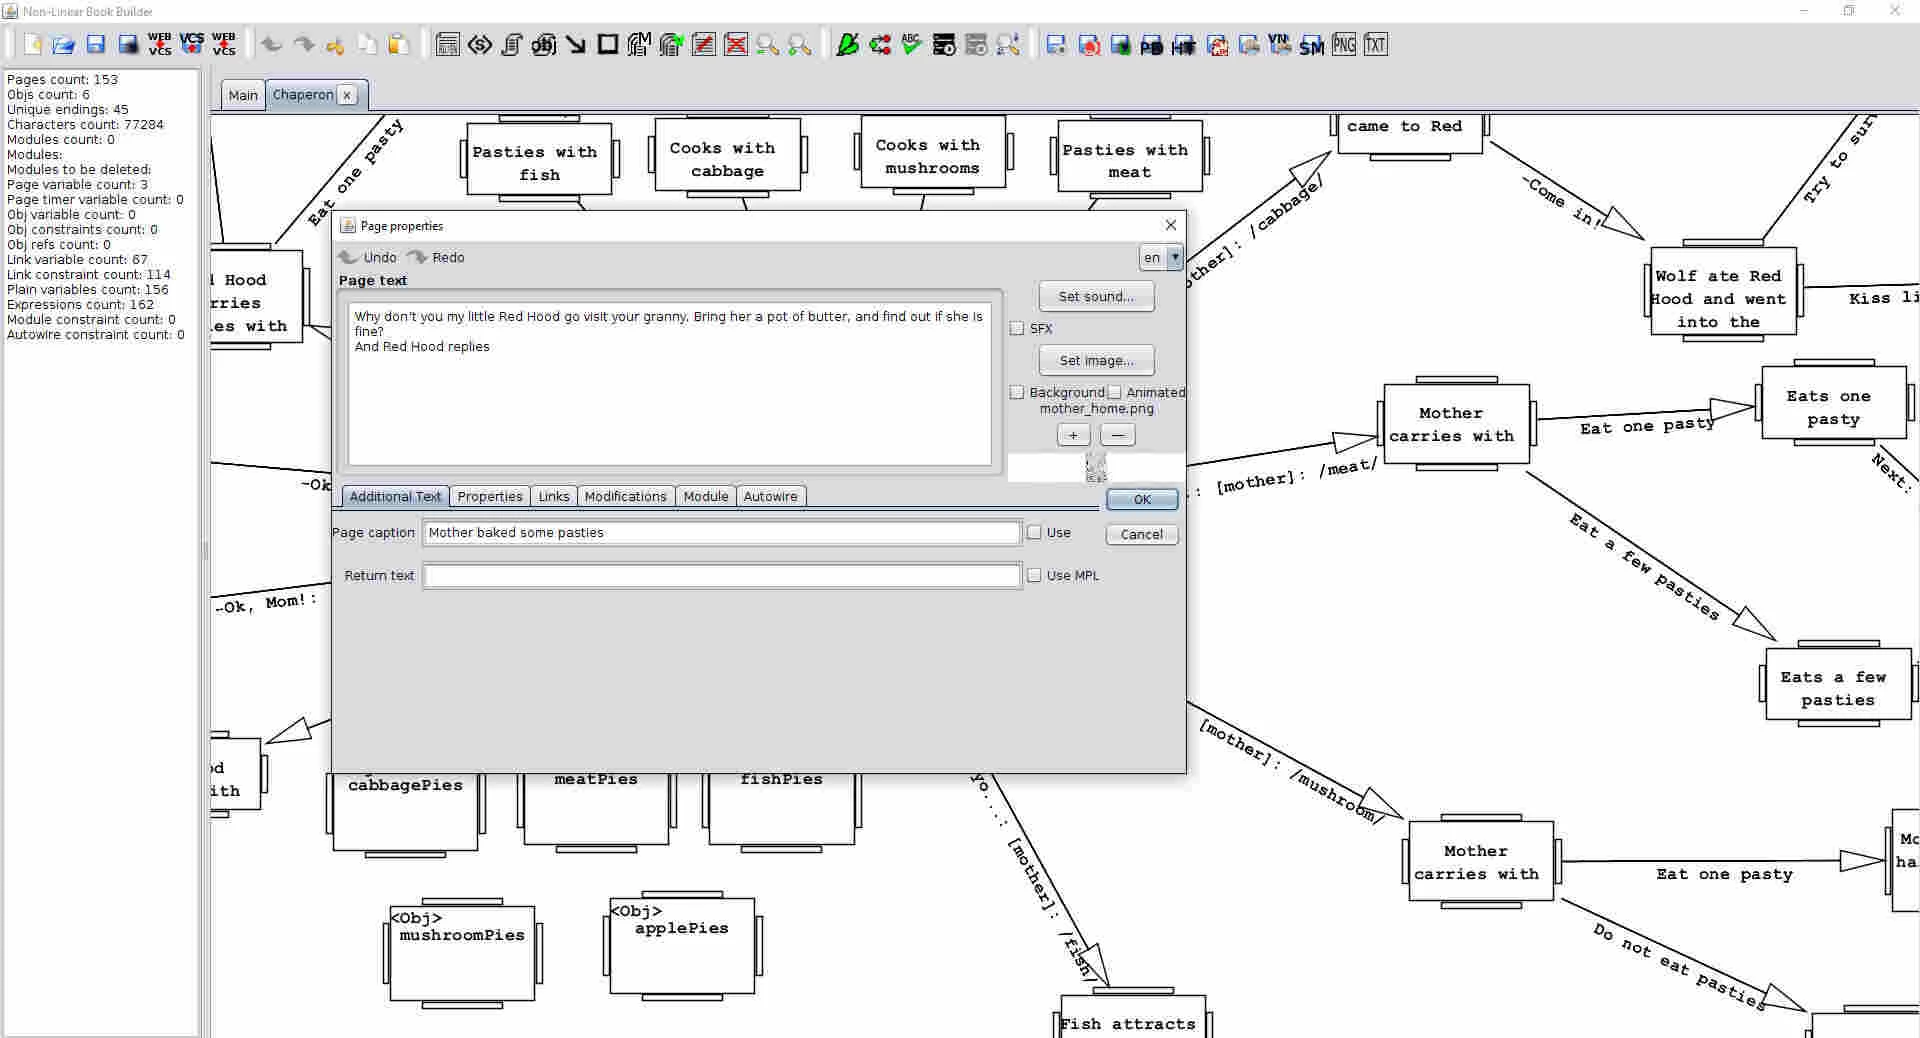 Non-Linear Book Builder
WEB VCS
VCS
WEB VCS
<S>
obj
M
ABC
PD
HT
VN
SM
PNG
TXT
Pages count: 153
Objs count: 6
Unique endings: 45
Characters count: 77284
Modules count: 0
Modules:
Modules to be deleted:
Page variable count: 3
Page timer variable count: 0
Obj variable count: 0
Obj constraints count: 0
Obj refs count: 0
Link variable count: 67
Link constraint count: 114
Plain variables count: 156
Expressions count: 162
Module constraint count: 0
Autowire constraint count: 0
Main
Chaperon
Eat one pasty
Pasties with
fish
Cooks with
cabbage
Cooks with
mushrooms
Pasties with
meat
came to Red
other]: /cabbage/
-Come in!
Try to sur
d Hood
rries
es with
Wolf ate Red
Hood and went
into the
Kiss li
Page properties
Undo
Redo
en
Page text
Why don't you my little Red Hood go visit your granny, Bring her a pot of butter, and find out if she is
fine?
And Red Hood replies
Set sound...
SFX
Set image...
Background
Animated
mother_home.png
+
—
Additional Text
Properties
Links
Modifications
Module
Autowire
OK
Page caption
Mother baked some pasties
Use
Cancel
Return text
Use MPL
-Ok
-Ok, Mom!:
.: [mother]: /meat/
Mother
carries with
Eat one pasty
Eats one
pasty
Next:
Eat a few pasties
Eats a few
pasties
od
ith
cabbagePies
meatPies
fishPies
<Obj>
mushroomPies
<Obj>
applePies
yo...: [mother]: /fish/
Fish attracts
[mother]: /mushroom/
Mother
carries with
Eat one pasty
Mo
ha
Do not eat pasties